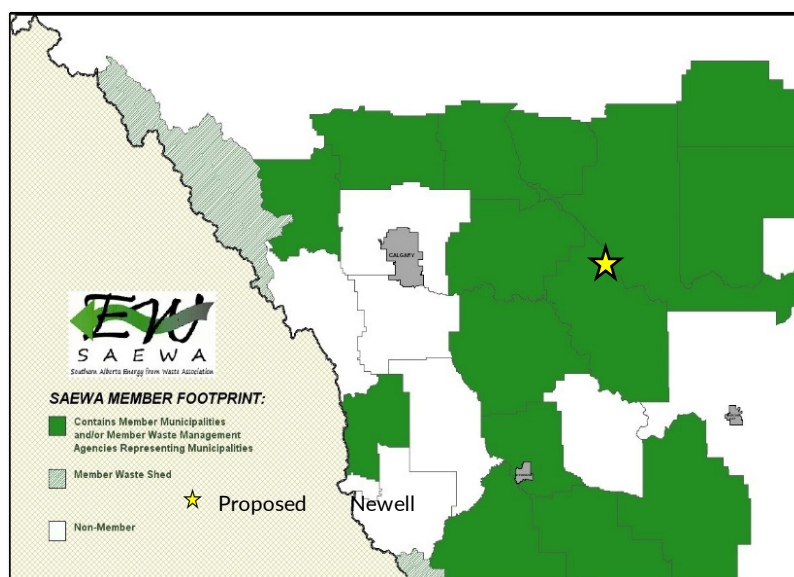 CALGARY
EW
SAEWA
Southern Alberta Energy from Waste Association
SAEWA MEMBER FOOTPRINT:
Contains Member Municipalities
and/or Member Waste Management
Agencies Representing Municipalities
Member Waste Shed
Proposed Newell
Non-Member